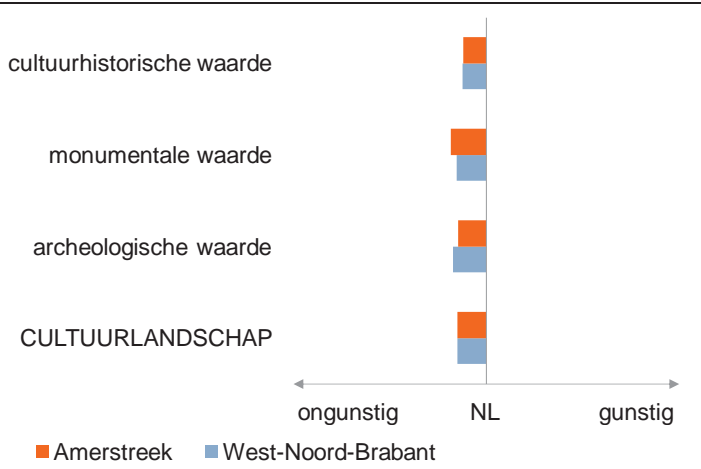 cultuurhistorische waarde
monumentale waarde
archeologische waarde
CULTUURLANDSCHAP
ongunstig NL gunstig
Amerstreek West-Noord-Brabant